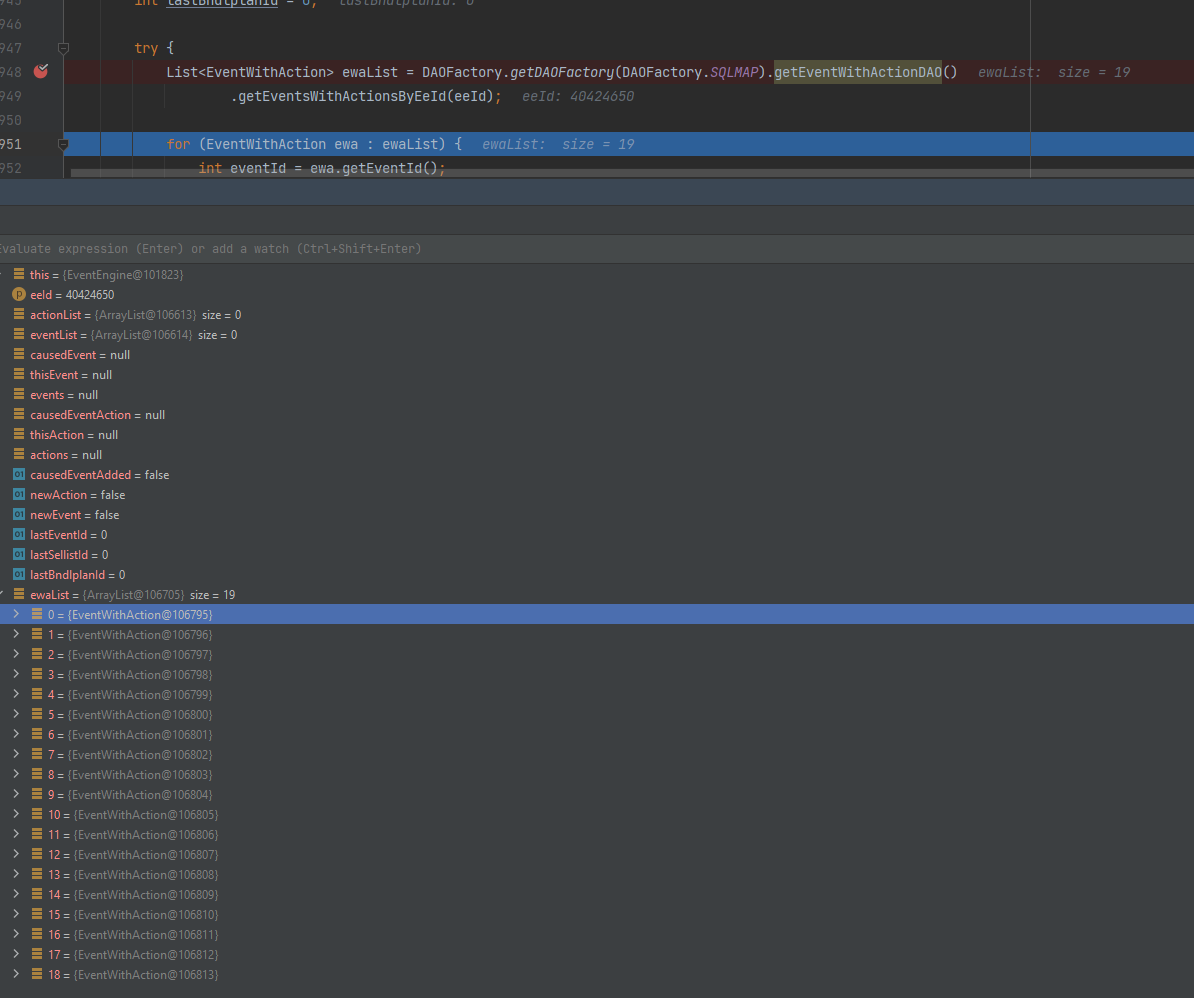 945 int lastBndlplanId = 0; lastBndlplanId: 0
946
947 try {
948 List<EventWithAction> ewaList = DAOFactory.getDAOFactory(DAOFactory.SQLMAP).getEventWithActionDAO() ewaList: size = 19
949 .getEventsWithActionsByEeId(eeId); eeId: 40424650
950
951 for (EventWithAction ewa : ewaList) { ewaList: size = 19
952 int eventId = ewa.getEventId();
Evaluate expression (Enter) or add a watch (Ctrl+Shift+Enter)
this = {EventEngine@101823}
p eeId = 40424650
actionList = {ArrayList@106613} size = 0
eventList = {ArrayList@106614} size = 0
causedEvent = null
thisEvent = null
events = null
causedEventAction = null
thisAction = null
actions = null
01 causedEventAdded = false
01 newAction = false
01 newEvent = false
01 lastEventId = 0
01 lastSellistId = 0
01 lastBndlplanId = 0
ewaList = {ArrayList@106705} size = 19
0 = {EventWithAction@106795}
1 = {EventWithAction@106796}
2 = {EventWithAction@106797}
3 = {EventWithAction@106798}
4 = {EventWithAction@106799}
5 = {EventWithAction@106800}
6 = {EventWithAction@106801}
7 = {EventWithAction@106802}
8 = {EventWithAction@106803}
9 = {EventWithAction@106804}
10 = {EventWithAction@106805}
11 = {EventWithAction@106806}
12 = {EventWithAction@106807}
13 = {EventWithAction@106808}
14 = {EventWithAction@106809}
15 = {EventWithAction@106810}
16 = {EventWithAction@106811}
17 = {EventWithAction@106812}
18 = {EventWithAction@106813}